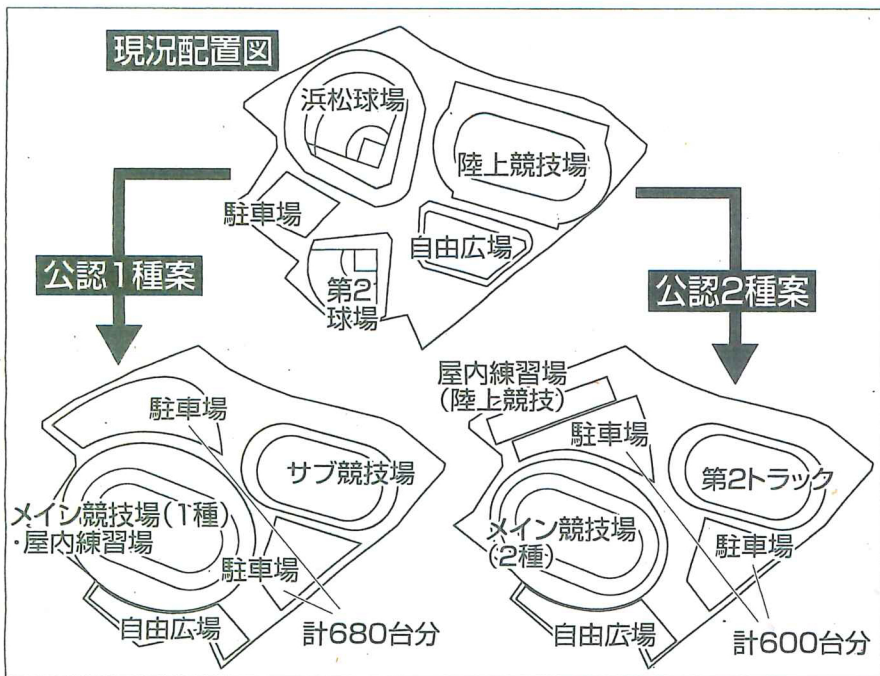 現況配置図
浜松球場
陸上競技場
駐車場
自由広場
第2
球場
公認1種案
公認2種案
駐車場
サブ競技場
メイン競技場(1種)
・屋内練習場
駐車場
自由広場
計680台分
屋内練習場
(陸上競技)
駐車場
第2トラック
メイン競技場
(2種)
駐車場
自由広場
計600台分